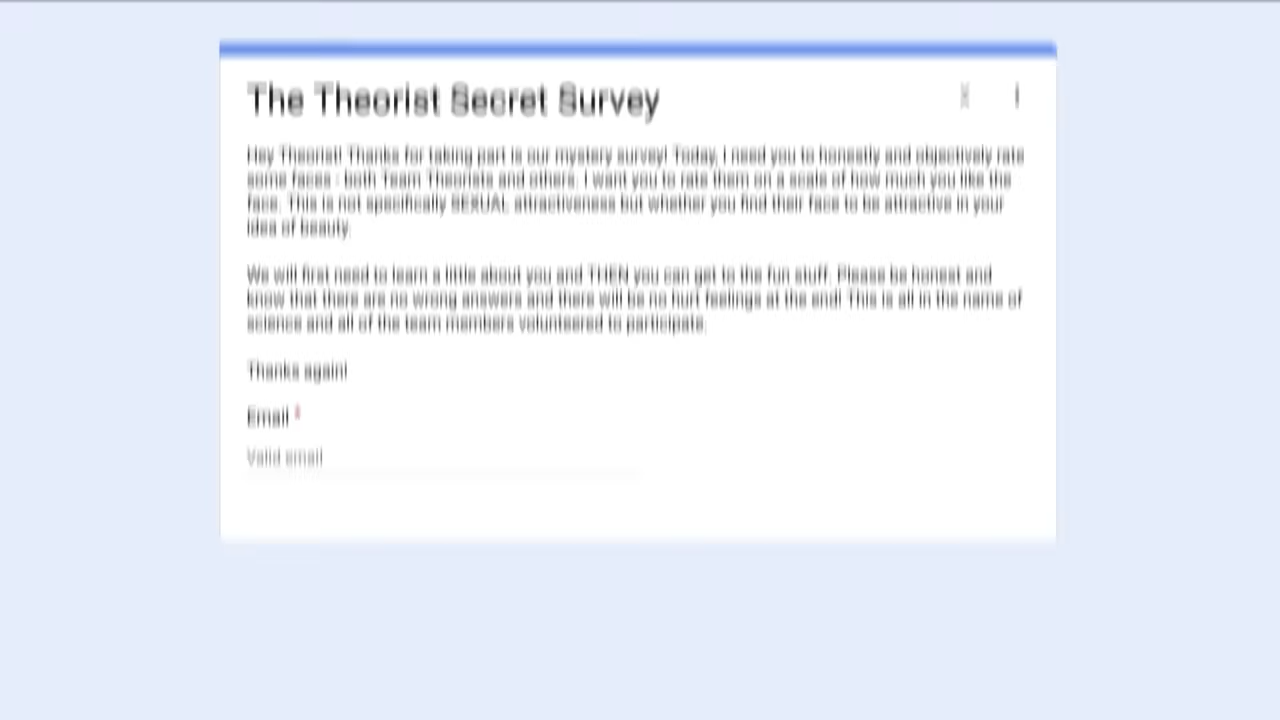 The Theorist Secret Survey
Hey Theorist! Thanks for taking part is our mystery survey! Today, I need you to honestly and objectively rate
some faces - both Team Theorists and others. I want you to rate them on a scale of how much you like the
face. This is not specifically SEXUAL attractiveness but whether you find their face to be attractive in your
idea of beauty.
We will first need to learn a little about you and THEN you can get to the fun stuff. Please be honest and
know that there are no wrong answers and there will be no hurt feelings at the end! This is all in the name of
science and all of the team members volunteered to participate.
Thanks again!
Email *
Valid email